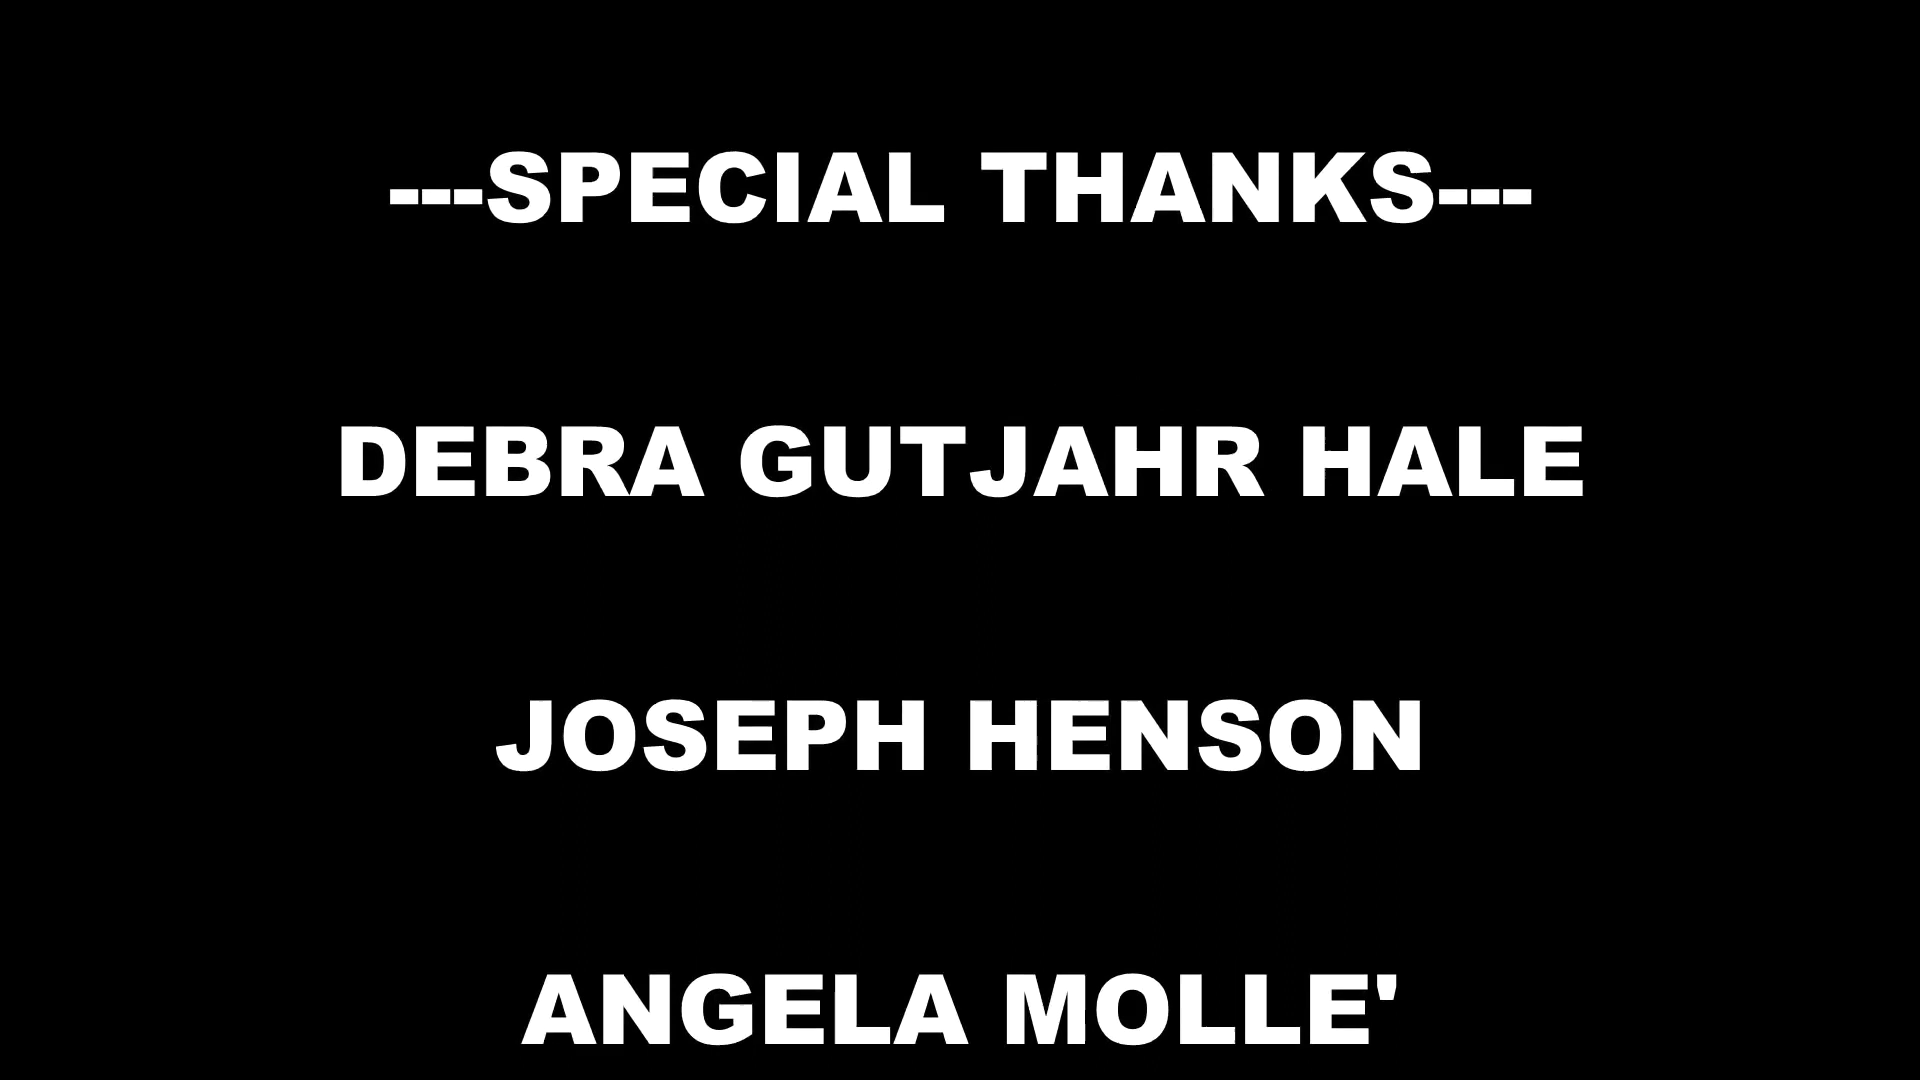 ---SPECIAL THANKS---
DEBRA GUTJAHR HALE
JOSEPH HENSON
ANGELA MOLLE'